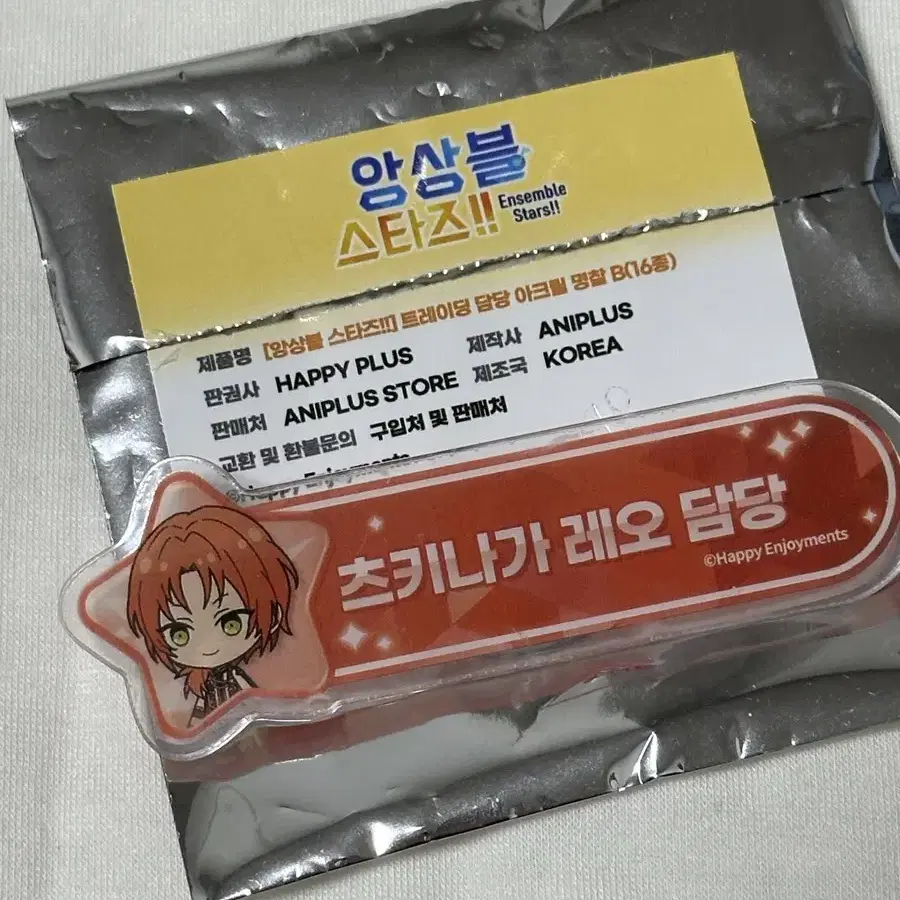 앙상블
스타즈!! Ensemble Stars!!
제품명 [앙상블 스타즈!!] 트레이딩 담당 아크릴 명찰 B(16종)
판권사 HAPPY PLUS 제작사 ANIPLUS
판매처 ANIPLUS STORE 제조국 KOREA
교환 및 환불문의 구입처 및 판매처
©Happy Enjoyments
츠키나가 레오 담당
©Happy Enjoyments